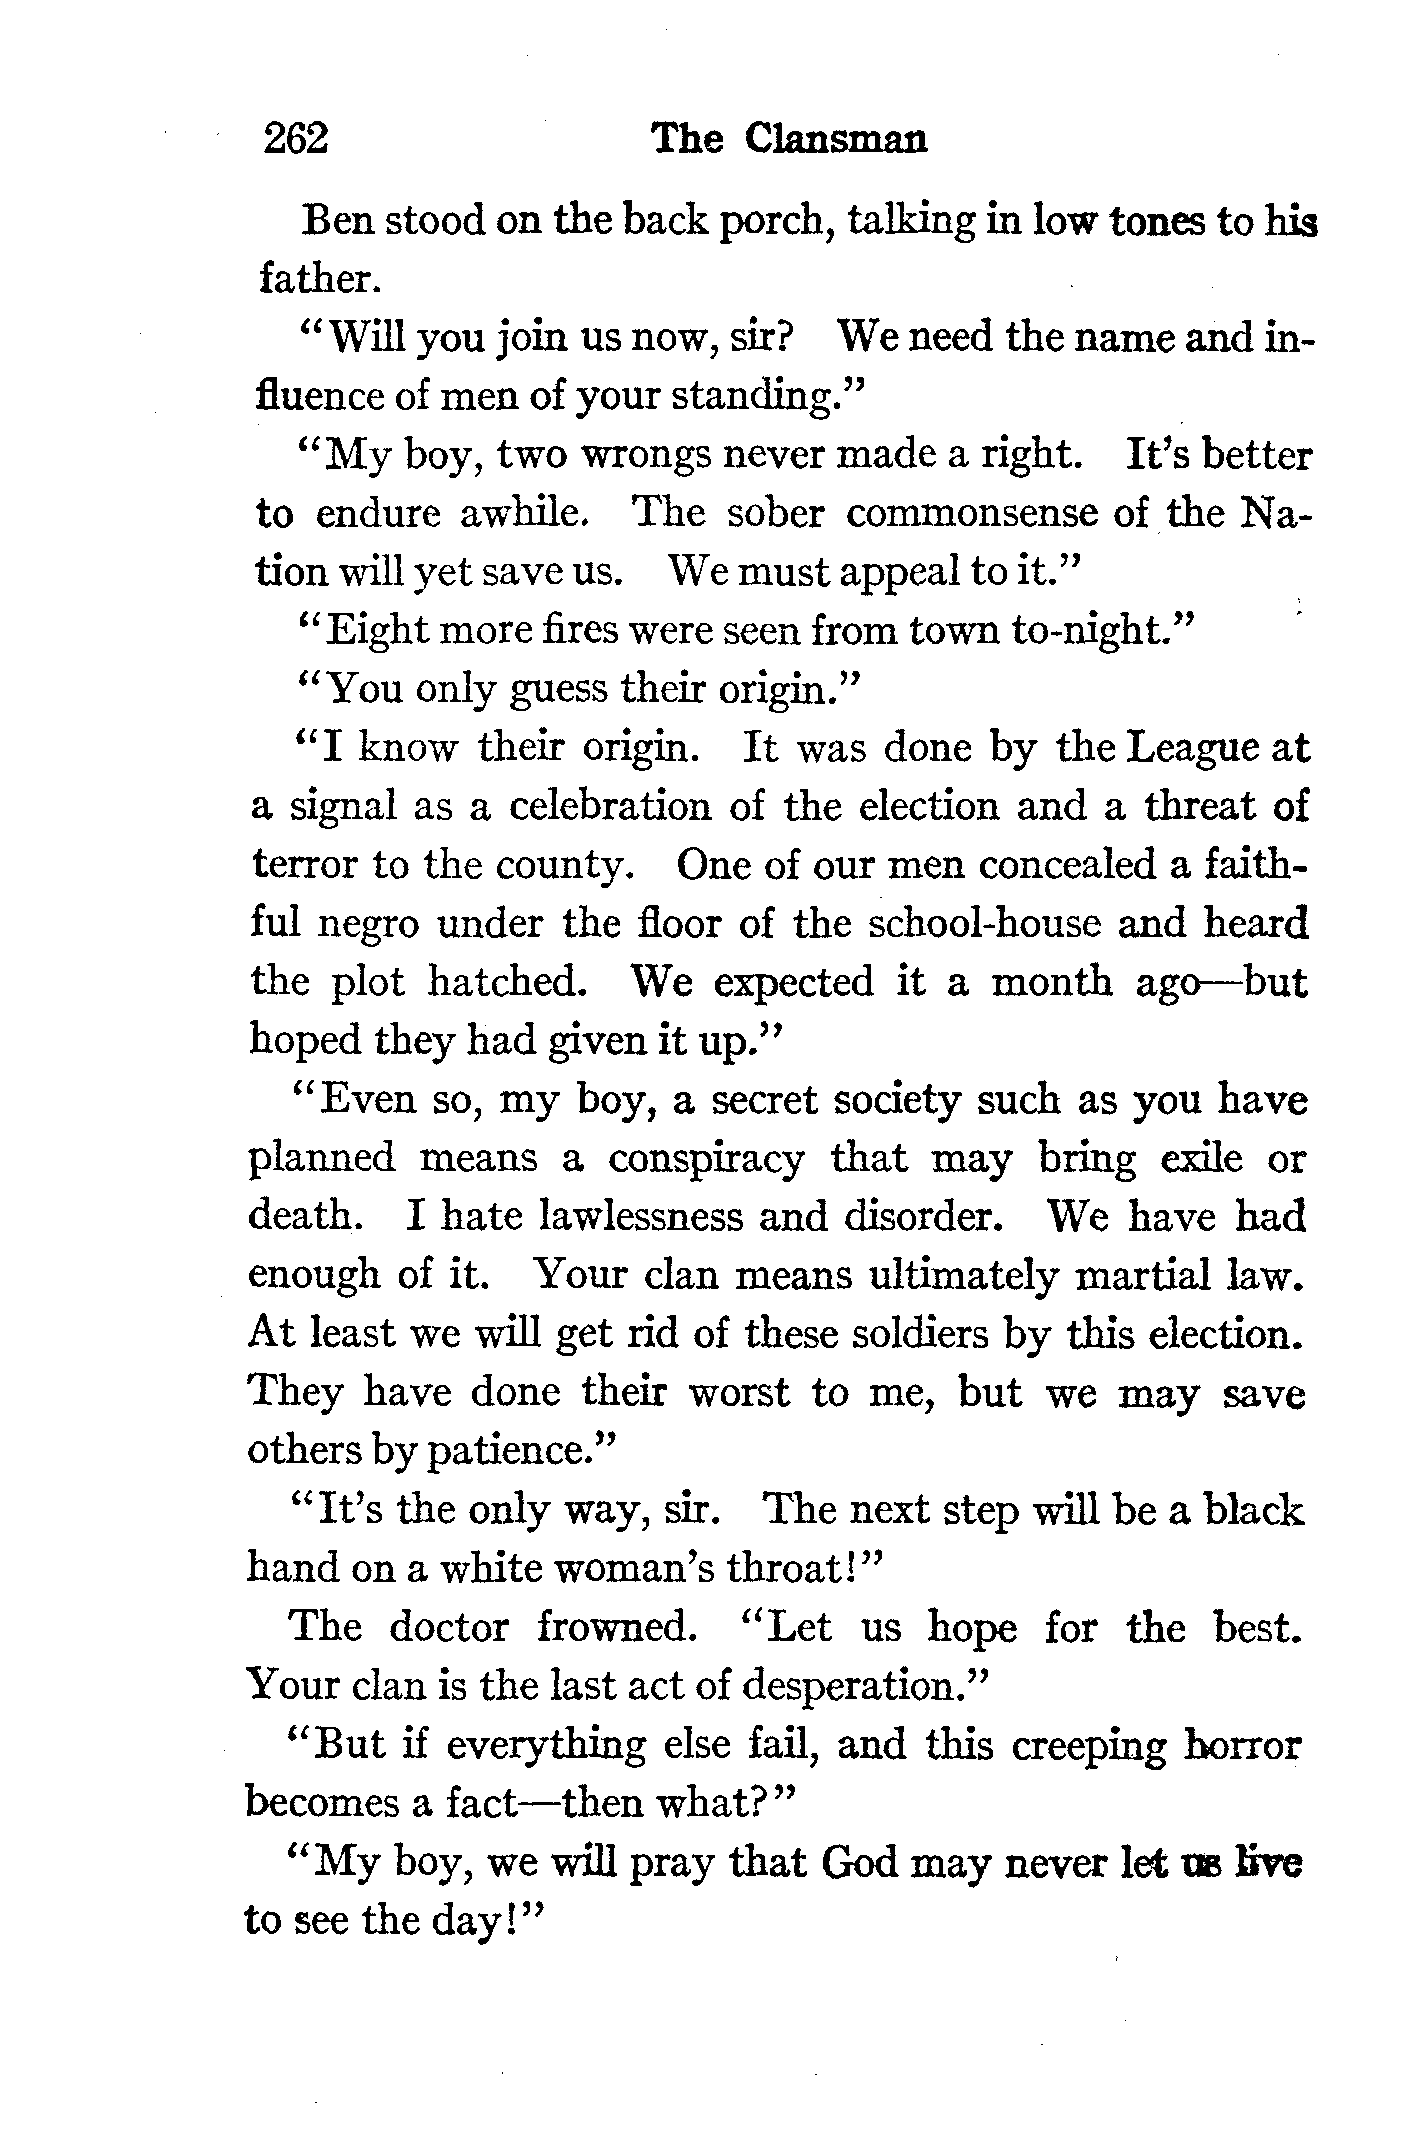 262 The Clansman
Ben stood on the back porch, talking in low tones to his
father.
“Will you join us now, sir? We need the name and in-
fluence of men of your standing.”
“My boy, two wrongs never made a right. It’s better
to endure awhile. The sober commonsense of the Na-
tion will yet save us. We must appeal to it.”
“Eight more fires were seen from town to-night.”
“You only guess their origin.”
“I know their origin. It was done by the League at
a signal as a celebration of the election and a threat of
terror to the county. One of our men concealed a faith-
ful negro under the floor of the school-house and heard
the plot hatched. We expected it a month ago—but
hoped they had given it up.”
“Even so, my boy, a secret society such as you have
planned means a conspiracy that may bring exile or
death. I hate lawlessness and disorder. We have had
enough of it. Your clan means ultimately martial law.
At least we will get rid of these soldiers by this election.
They have done their worst to me, but we may save
others by patience.”
“It’s the only way, sir. The next step will be a black
hand on a white woman’s throat!”
The doctor frowned. “Let us hope for the best.
Your clan is the last act of desperation.”
“But if everything else fail, and this creeping horror
becomes a fact—then what?”
“My boy, we will pray that God may never let us live
to see the day!”